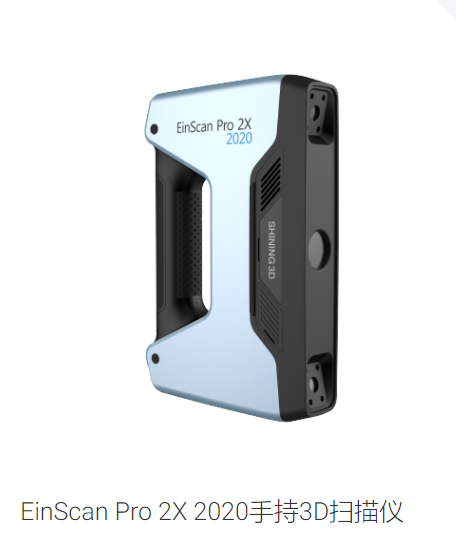 EinScan Pro 2X
2020
SHINING 3D
EinScan Pro 2X 2020手持3D扫描仪